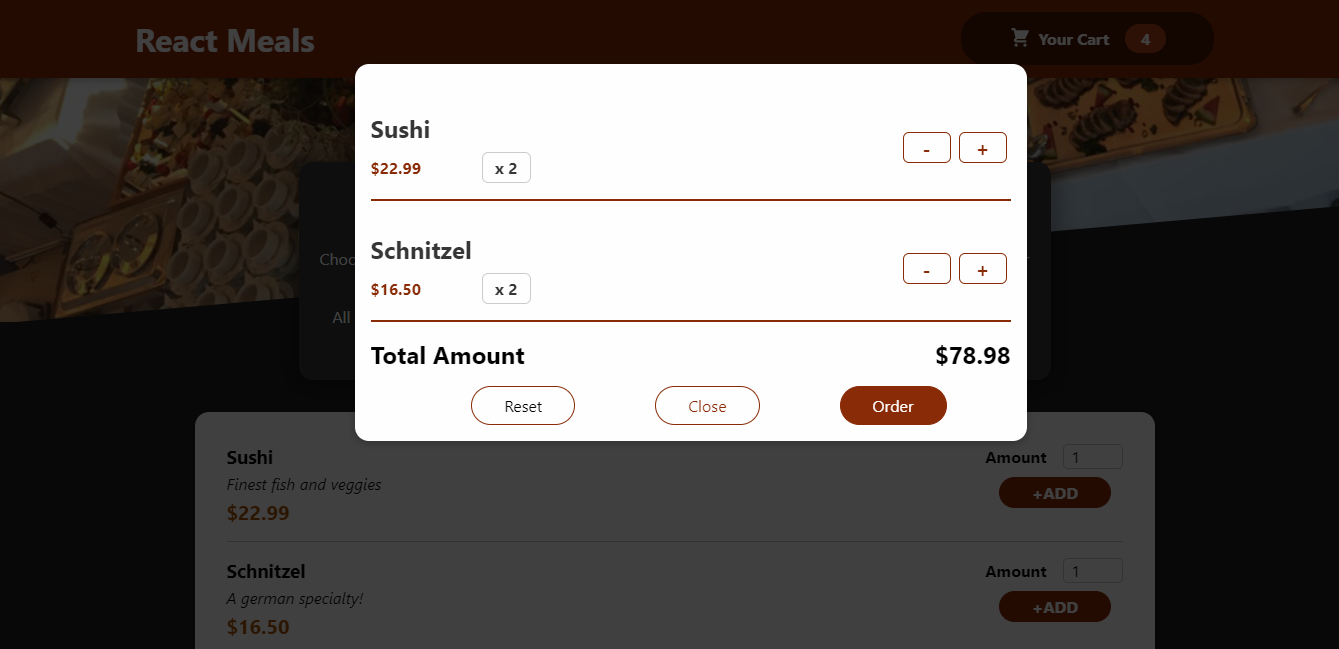 React Meals
Your Cart 4
Sushi
$22.99 x 2
- +
Schnitzel
$16.50 x 2
- +
Total Amount $78.98
Reset Close Order
All
Sushi
Finest fish and veggies
$22.99
Amount 1
+ADD
Schnitzel
A german specialty!
$16.50
Amount 1
+ADD